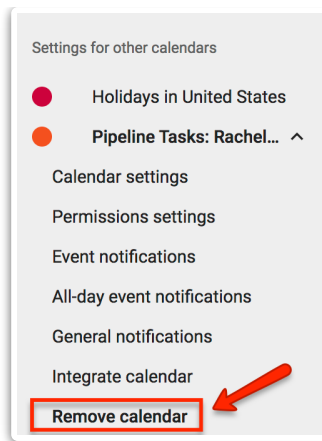 Settings for other calendars
Holidays in United States
Pipeline Tasks: Rachel...
Calendar settings
Permissions settings
Event notifications
All-day event notifications
General notifications
Integrate calendar
Remove calendar